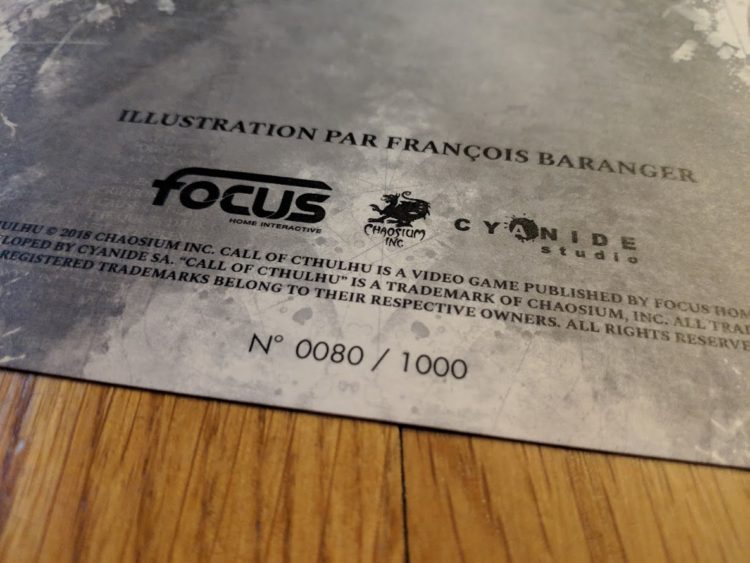 ILLUSTRATION PAR FRANÇOIS BARANGER
FOCUS
HOME INTERACTIVE
CHAOSIUM
INC
CYANIDE
studio
© 2018 CHAOSIUM INC. CALL OF CTHULHU IS A VIDEO GAME PUBLISHED BY FOCUS
BY CYANIDE SA. “CALL OF CTHULHU” IS A TRADEMARK OF CHAOSIUM, INC. ALL
REGISTERED TRADEMARKS BELONG TO THEIR RESPECTIVE OWNERS. ALL RIGHTS
N° 0080 / 1000